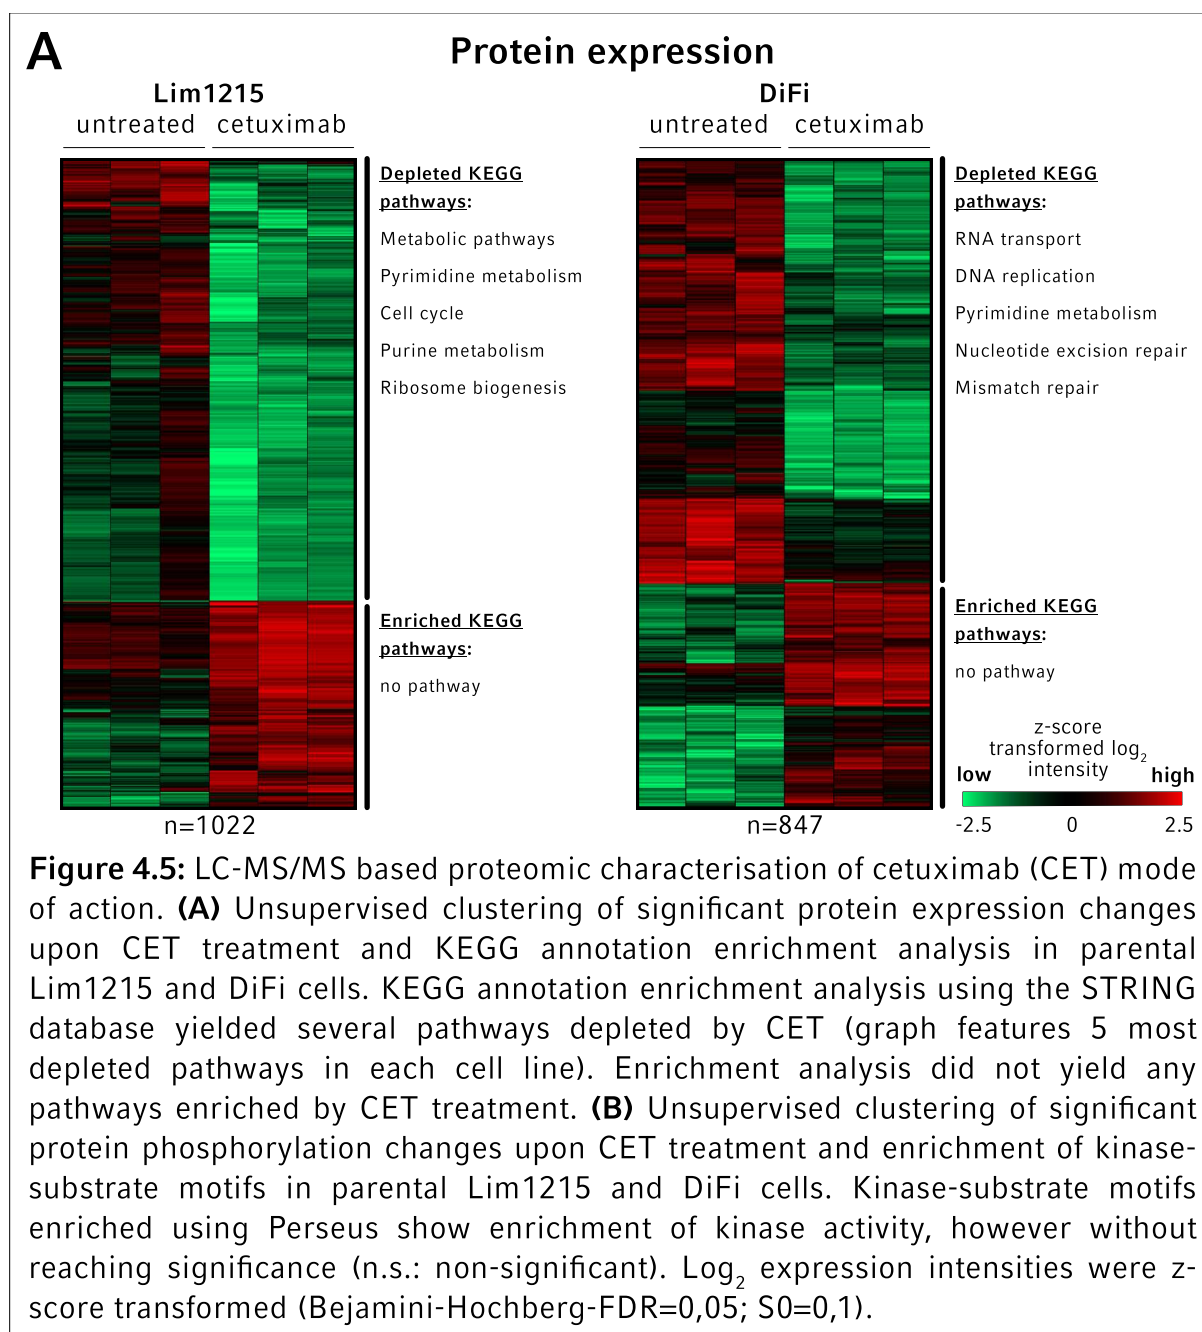 A
Protein expression
Lim1215
untreated cetuximab
Depleted KEGG
pathways:
Metabolic pathways
Pyrimidine metabolism
Cell cycle
Purine metabolism
Ribosome biogenesis
Enriched KEGG
pathways:
no pathway
n=1022
DiFi
untreated cetuximab
Depleted KEGG
pathways:
RNA transport
DNA replication
Pyrimidine metabolism
Nucleotide excision repair
Mismatch repair
Enriched KEGG
pathways:
no pathway
z-score
transformed log2
intensity
low high
-2.5 0 2.5
n=847
Figure 4.5: LC-MS/MS based proteomic characterisation of cetuximab (CET) mode
of action. (A) Unsupervised clustering of significant protein expression changes
upon CET treatment and KEGG annotation enrichment analysis in parental
Lim1215 and DiFi cells. KEGG annotation enrichment analysis using the STRING
database yielded several pathways depleted by CET (graph features 5 most
depleted pathways in each cell line). Enrichment analysis did not yield any
pathways enriched by CET treatment. (B) Unsupervised clustering of significant
protein phosphorylation changes upon CET treatment and enrichment of kinase-
substrate motifs in parental Lim1215 and DiFi cells. Kinase-substrate motifs
enriched using Perseus show enrichment of kinase activity, however without
reaching significance (n.s.: non-significant). Log2 expression intensities were z-
score transformed (Bejamini-Hochberg-FDR=0,05; S0=0,1).